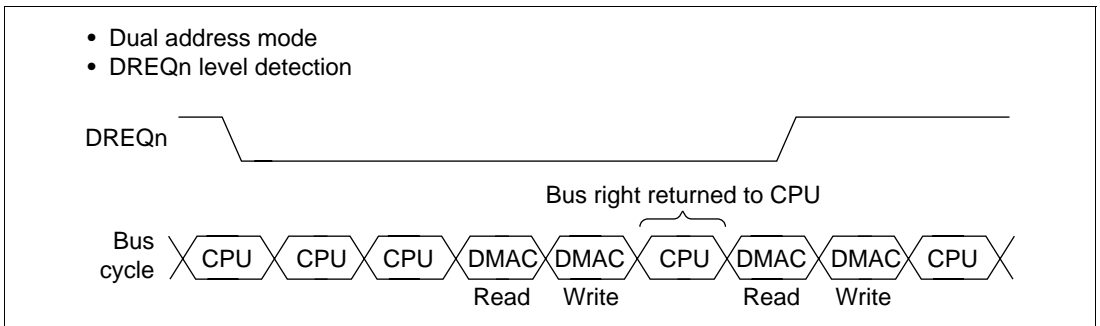 • Dual address mode
• DREQn level detection
DREQn
Bus right returned to CPU
Bus cycle
CPU CPU CPU DMAC DMAC CPU DMAC DMAC CPU
Read Write Read Write